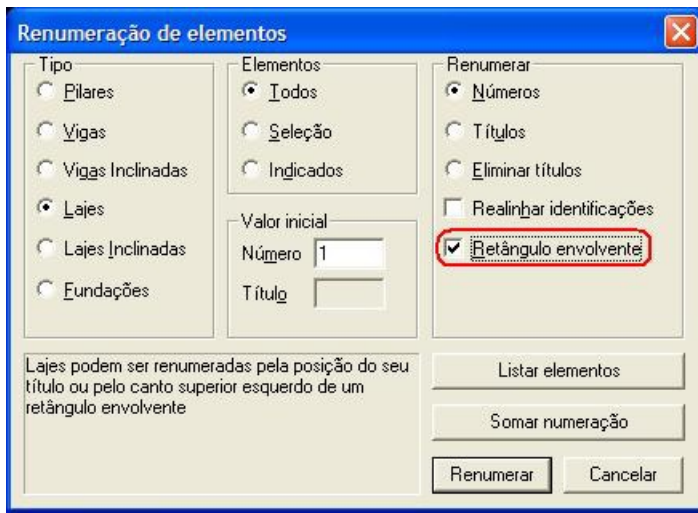 Renumeração de elementos
Tipo
Pilares
Vigas
Vigas Inclinadas
Lajes
Lajes Inclinadas
Fundações
Elementos
Todos
Seleção
Indicados
Valor inicial
Número 1
Título
Renumerar
Números
Títulos
Eliminar títulos
Realinhar identificações
Retângulo envolvente
Lajes podem ser renumeradas pela posição do seu
título ou pelo canto superior esquerdo de um
retângulo envolvente
Listar elementos
Somar numeração
Renumerar Cancelar